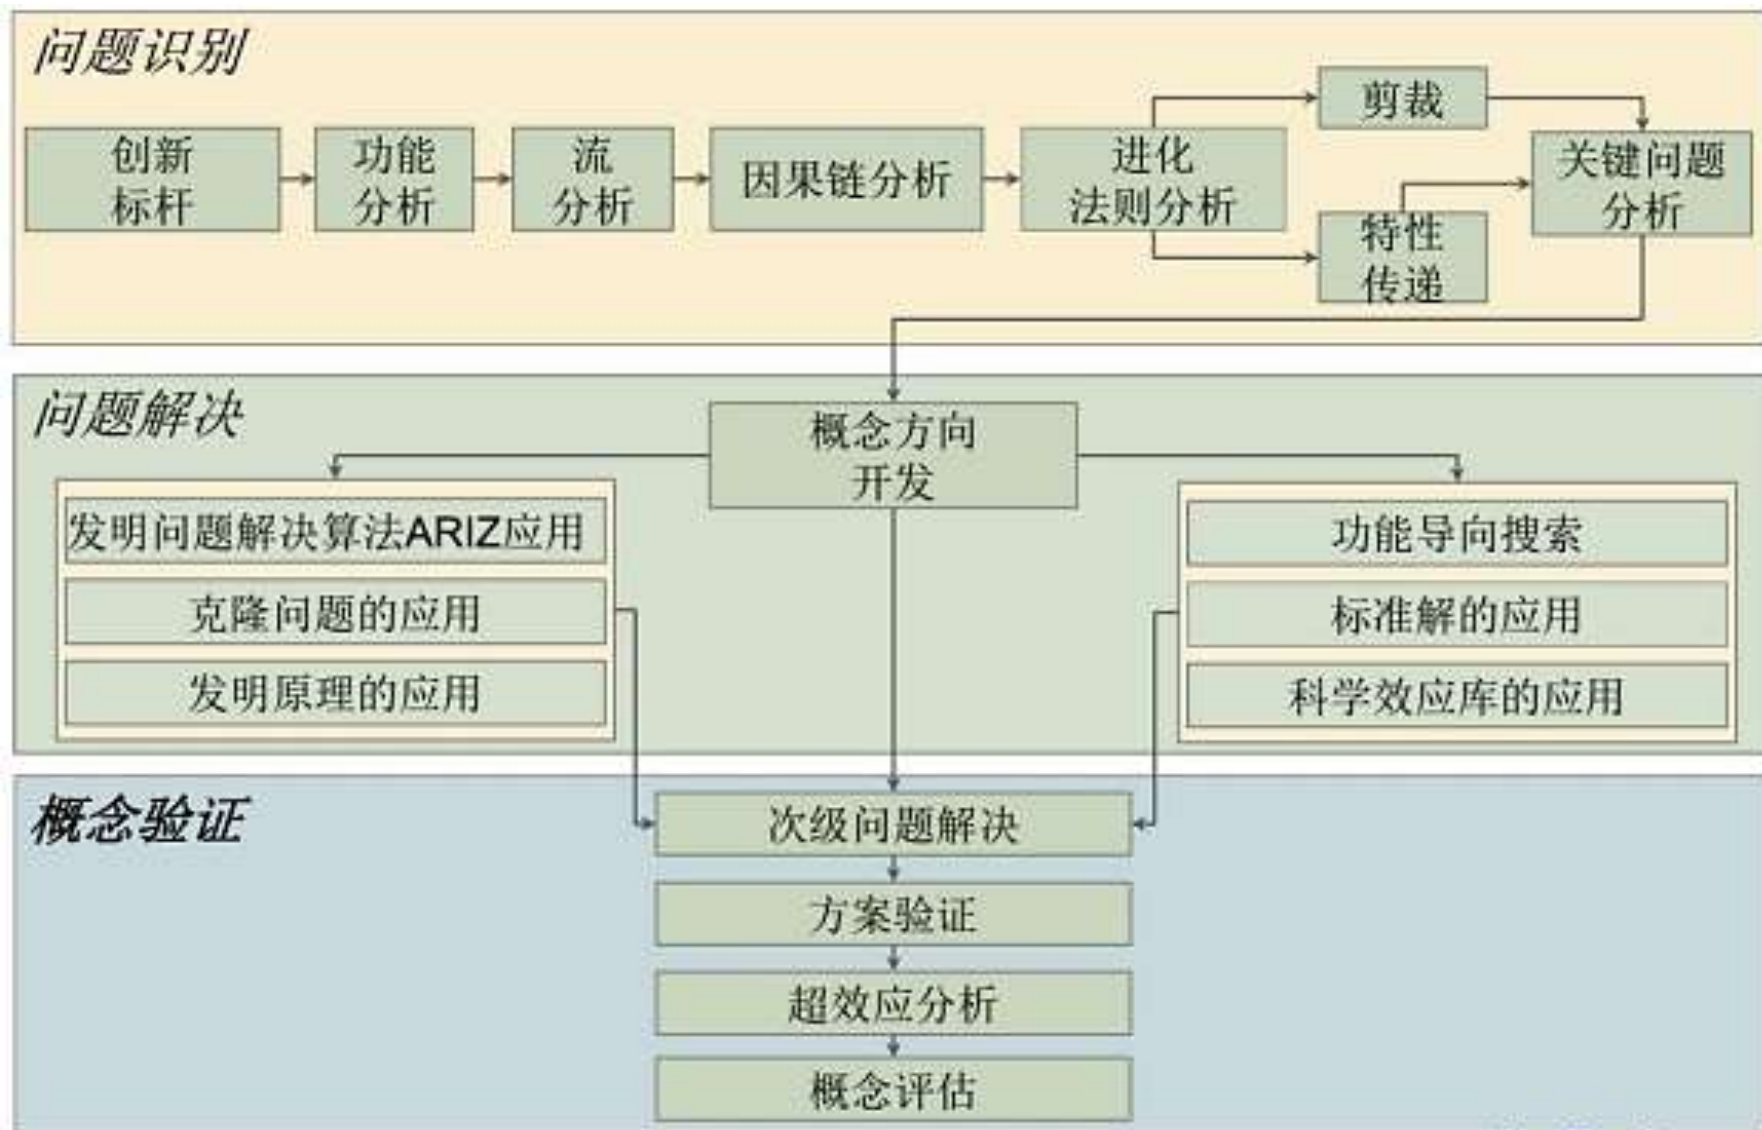 问题识别
创新
标杆
功能
分析
流
分析
因果链分析
进化
法则分析
剪裁
特性
传递
关键问题
分析
问题解决
概念方向
开发
发明问题解决算法ARIZ应用
克隆问题的应用
发明原理的应用
功能导向搜索
标准解的应用
科学效应库的应用
概念验证
次级问题解决
方案验证
超效应分析
概念评估